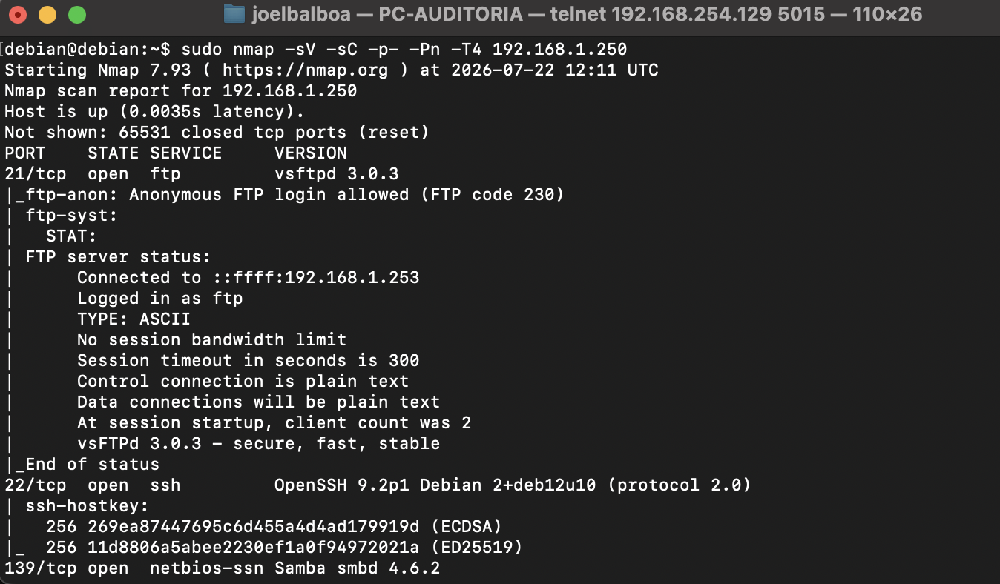 joelbalboa — PC-AUDITORIA — telnet 192.168.254.129 5015 — 110×26
[debian@debian:~$ sudo nmap -sV -sC -p- -Pn -T4 192.168.1.250
Starting Nmap 7.93 ( https://nmap.org ) at 2026-07-22 12:11 UTC
Nmap scan report for 192.168.1.250
Host is up (0.0035s latency).
Not shown: 65531 closed tcp ports (reset)
PORT    STATE SERVICE     VERSION
21/tcp  open  ftp         vsftpd 3.0.3
|_ftp-anon: Anonymous FTP login allowed (FTP code 230)
| ftp-syst:
|   STAT:
| FTP server status:
|      Connected to ::ffff:192.168.1.253
|      Logged in as ftp
|      TYPE: ASCII
|      No session bandwidth limit
|      Session timeout in seconds is 300
|      Control connection is plain text
|      Data connections will be plain text
|      At session startup, client count was 2
|      vsFTPd 3.0.3 - secure, fast, stable
|_End of status
22/tcp  open  ssh         OpenSSH 9.2p1 Debian 2+deb12u10 (protocol 2.0)
| ssh-hostkey:
|   256 269ea87447695c6d455a4d4ad179919d (ECDSA)
|_  256 11d8806a5abee2230ef1a0f94972021a (ED25519)
139/tcp open  netbios-ssn Samba smbd 4.6.2